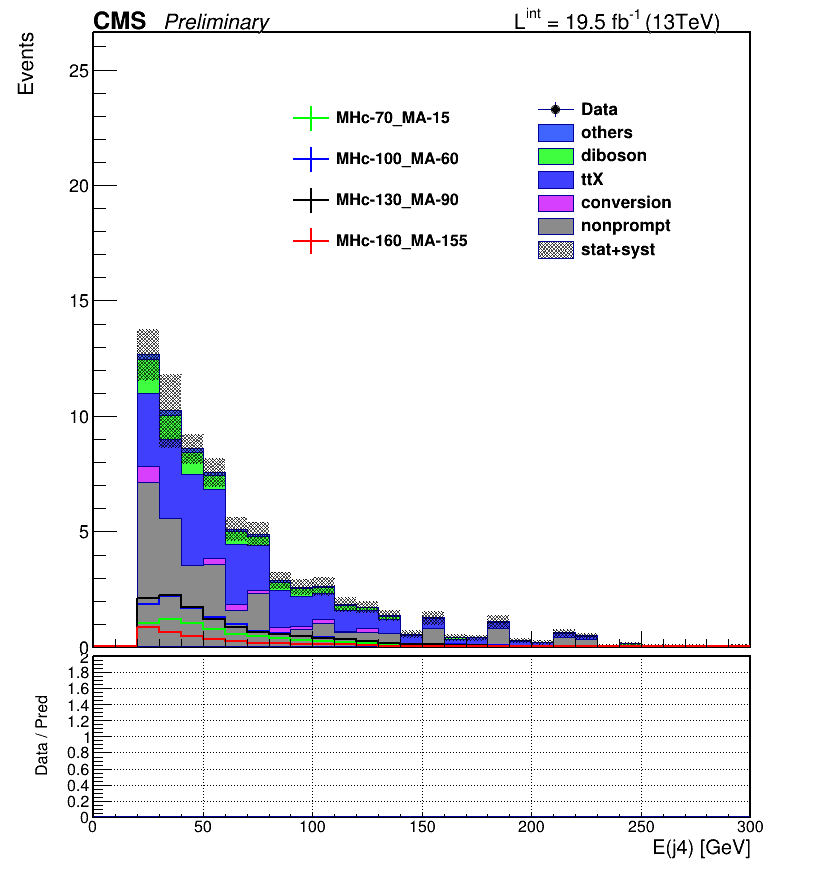 CMS Preliminary L^int = 19.5 fb^-1 (13TeV)
Events
25
20
15
10
5
0
MHc-70_MA-15
MHc-100_MA-60
MHc-130_MA-90
MHc-160_MA-155
Data
others
diboson
ttX
conversion
nonprompt
stat+syst
Data / Pred
2
1.8
1.6
1.4
1.2
1
0.8
0.6
0.4
0.2
0
0 50 100 150 200 250 300
E(j4) [GeV]